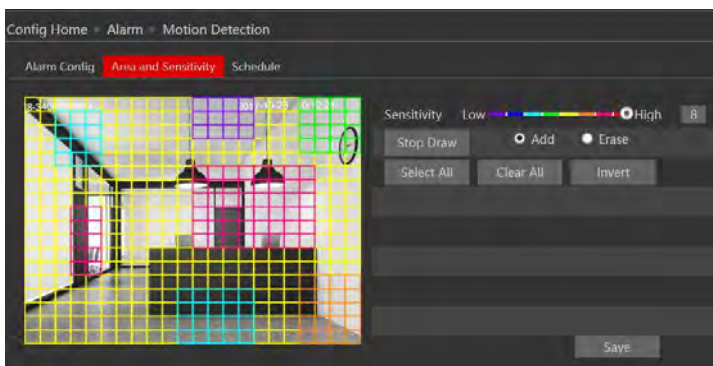 Config Home Alarm Motion Detection
Alarm Config Area and Sensitivity Schedule
Sensitivity Low High 8
Stop Draw Add Erase
Select All Clear All Invert
Save